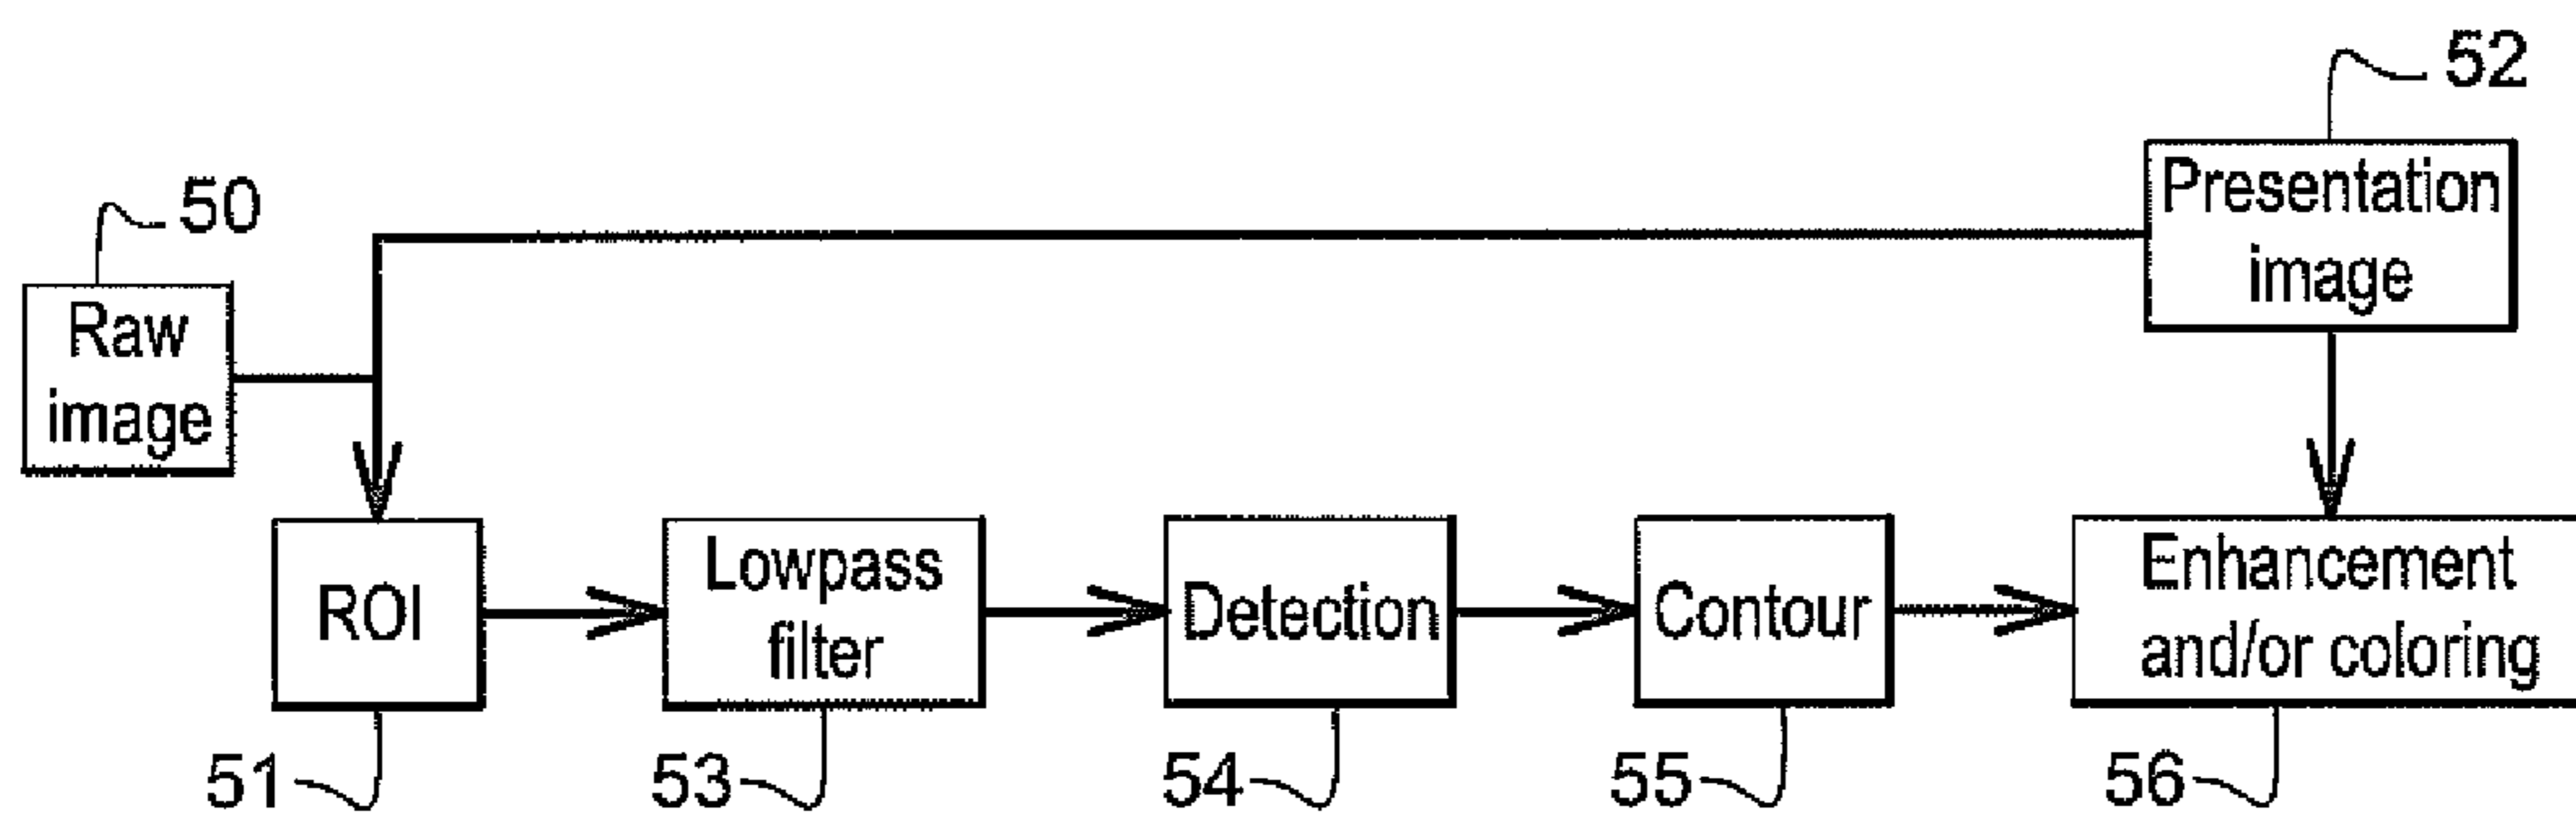 52
Presentation
image
50
Raw
image
ROI
Lowpass
filter
Detection
Contour
Enhancement
and/or coloring
51
53
54
55
56